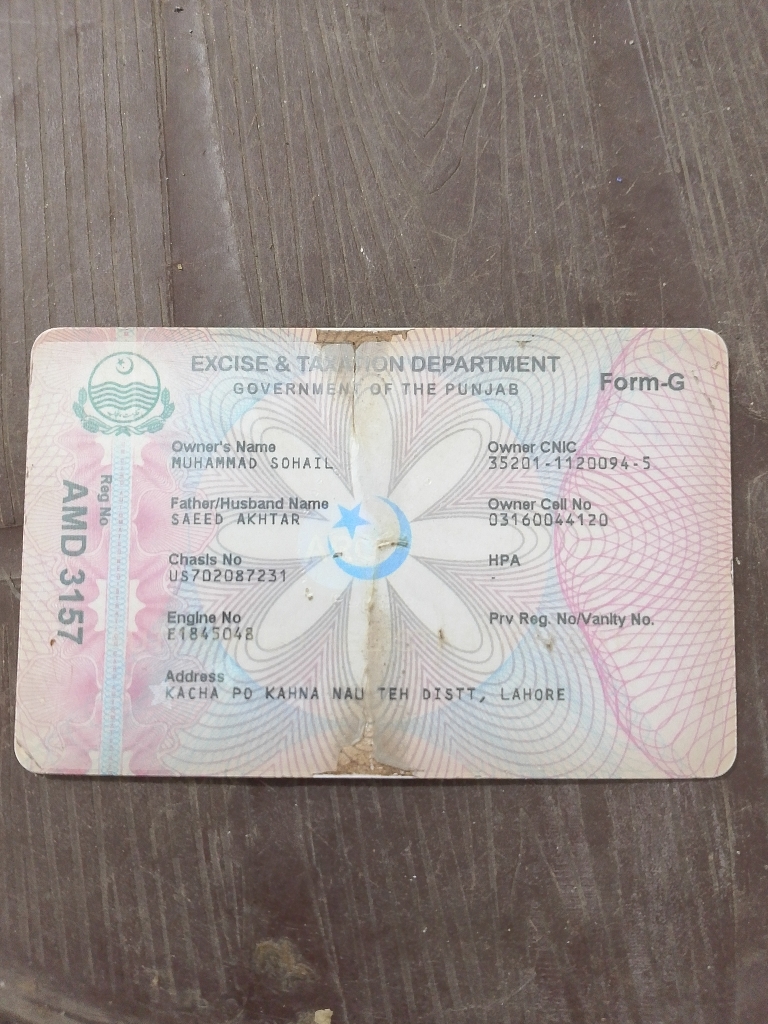 EXCISE & TAXATION DEPARTMENT
GOVERNMENT OF THE PUNJAB
Form-G
Reg No
AMD 3157
Owner's Name
MUHAMMAD SOHAIL
Owner CNIC
35201-1120094-5
Father/Husband Name
SAEED AKHTAR
Owner Cell No
03160044120
Chasis No
US702087231
HPA
-
Engine No
E1845048
Prv Reg. No/Vanity No.
Address
KACHA PO KAHNA NAU TEH DISTT, LAHORE